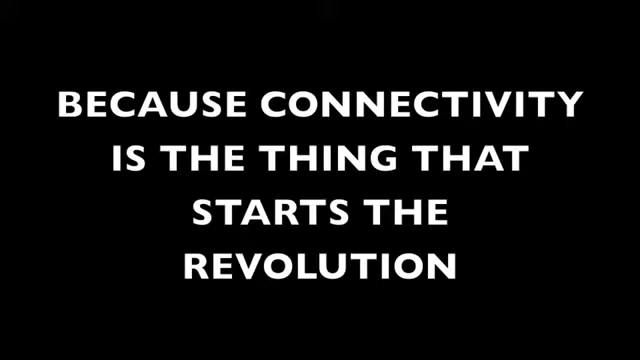 BECAUSE CONNECTIVITY
IS THE THING THAT
STARTS THE
REVOLUTION